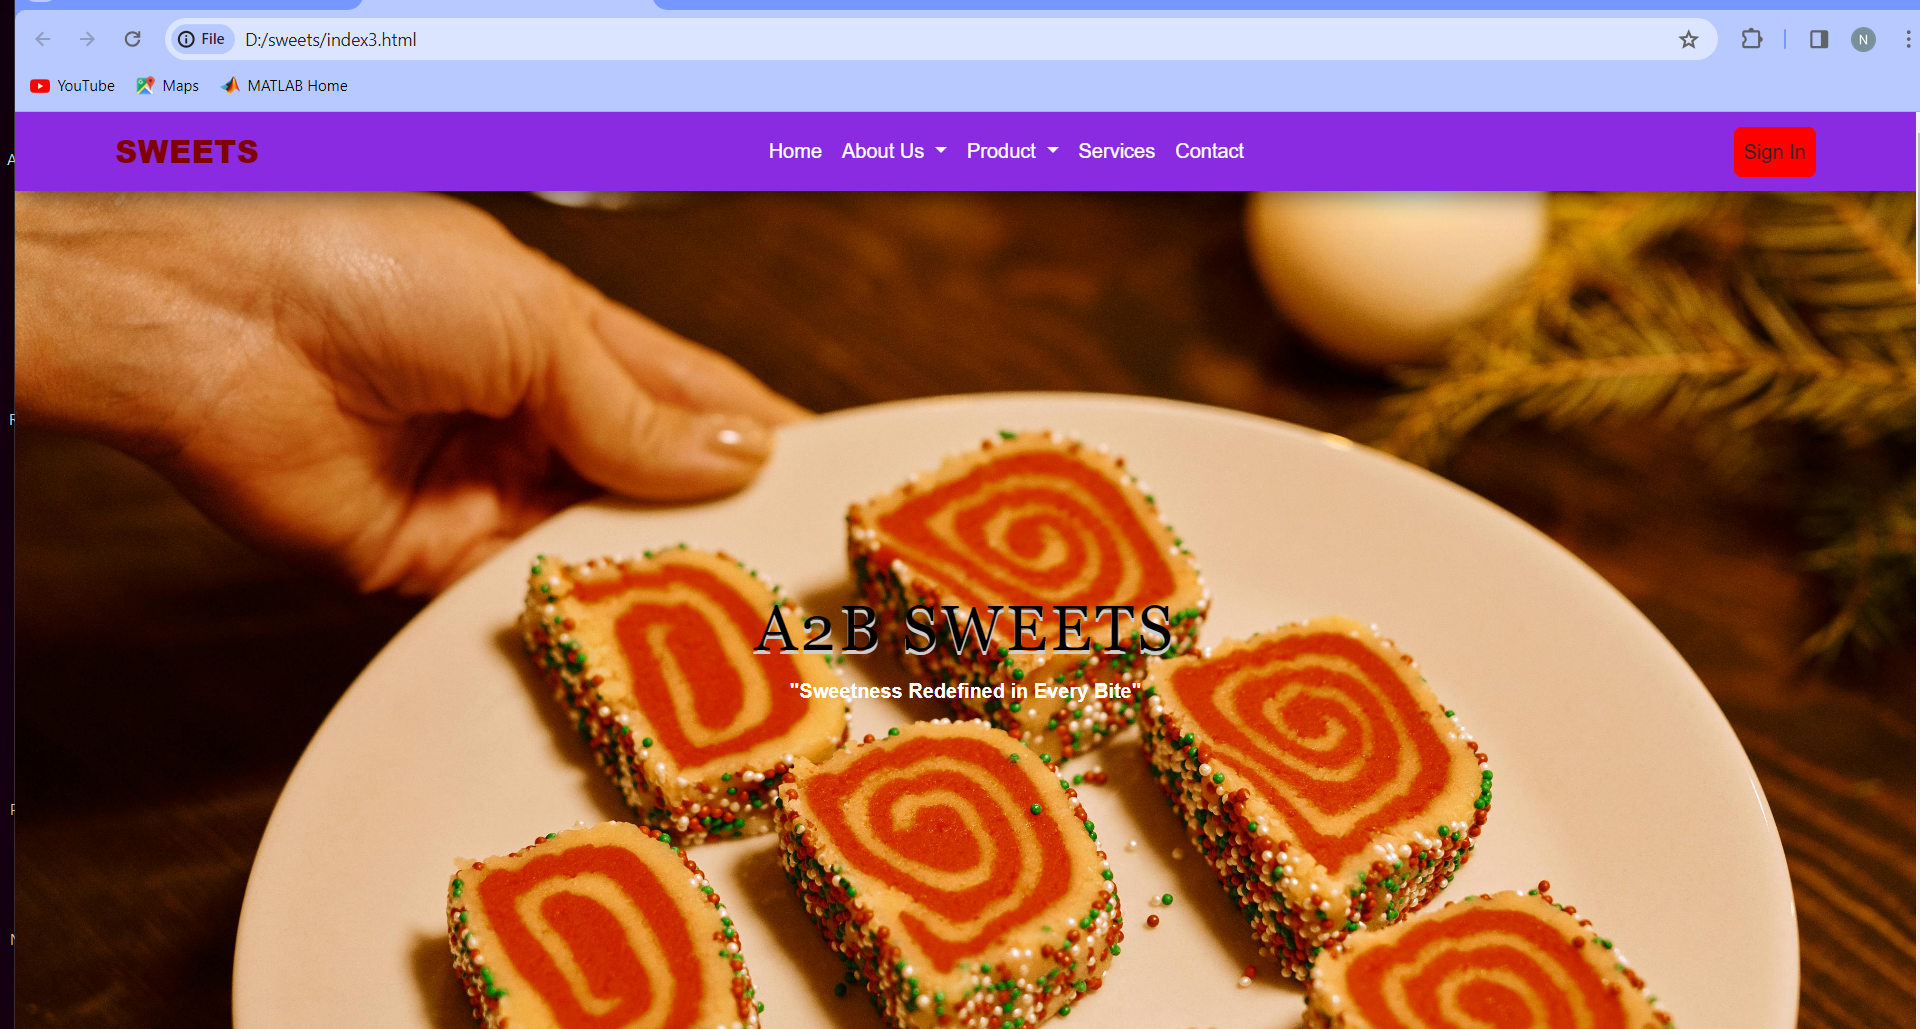 File D:/sweets/index3.html
N
YouTube Maps MATLAB Home
SWEETS Home About Us Product Services Contact Sign In
A2B SWEETS
"Sweetness Redefined in Every Bite"